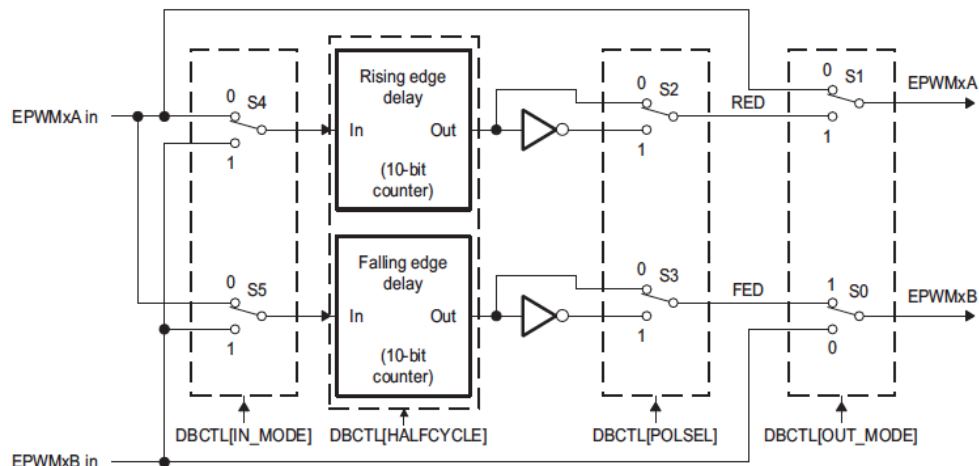 EPWMxA in
0
S4
1
Rising edge
delay
In
Out
(10-bit
counter)
0
S2
1
RED
0
S1
1
EPWMxA
0
S5
1
Falling edge
delay
In
Out
(10-bit
counter)
0
S3
1
FED
1
S0
0
EPWMxB
DBCTL[IN_MODE]
DBCTL[HALFCYCLE]
DBCTL[POLSEL]
DBCTL[OUT_MODE]
EPWMxB in